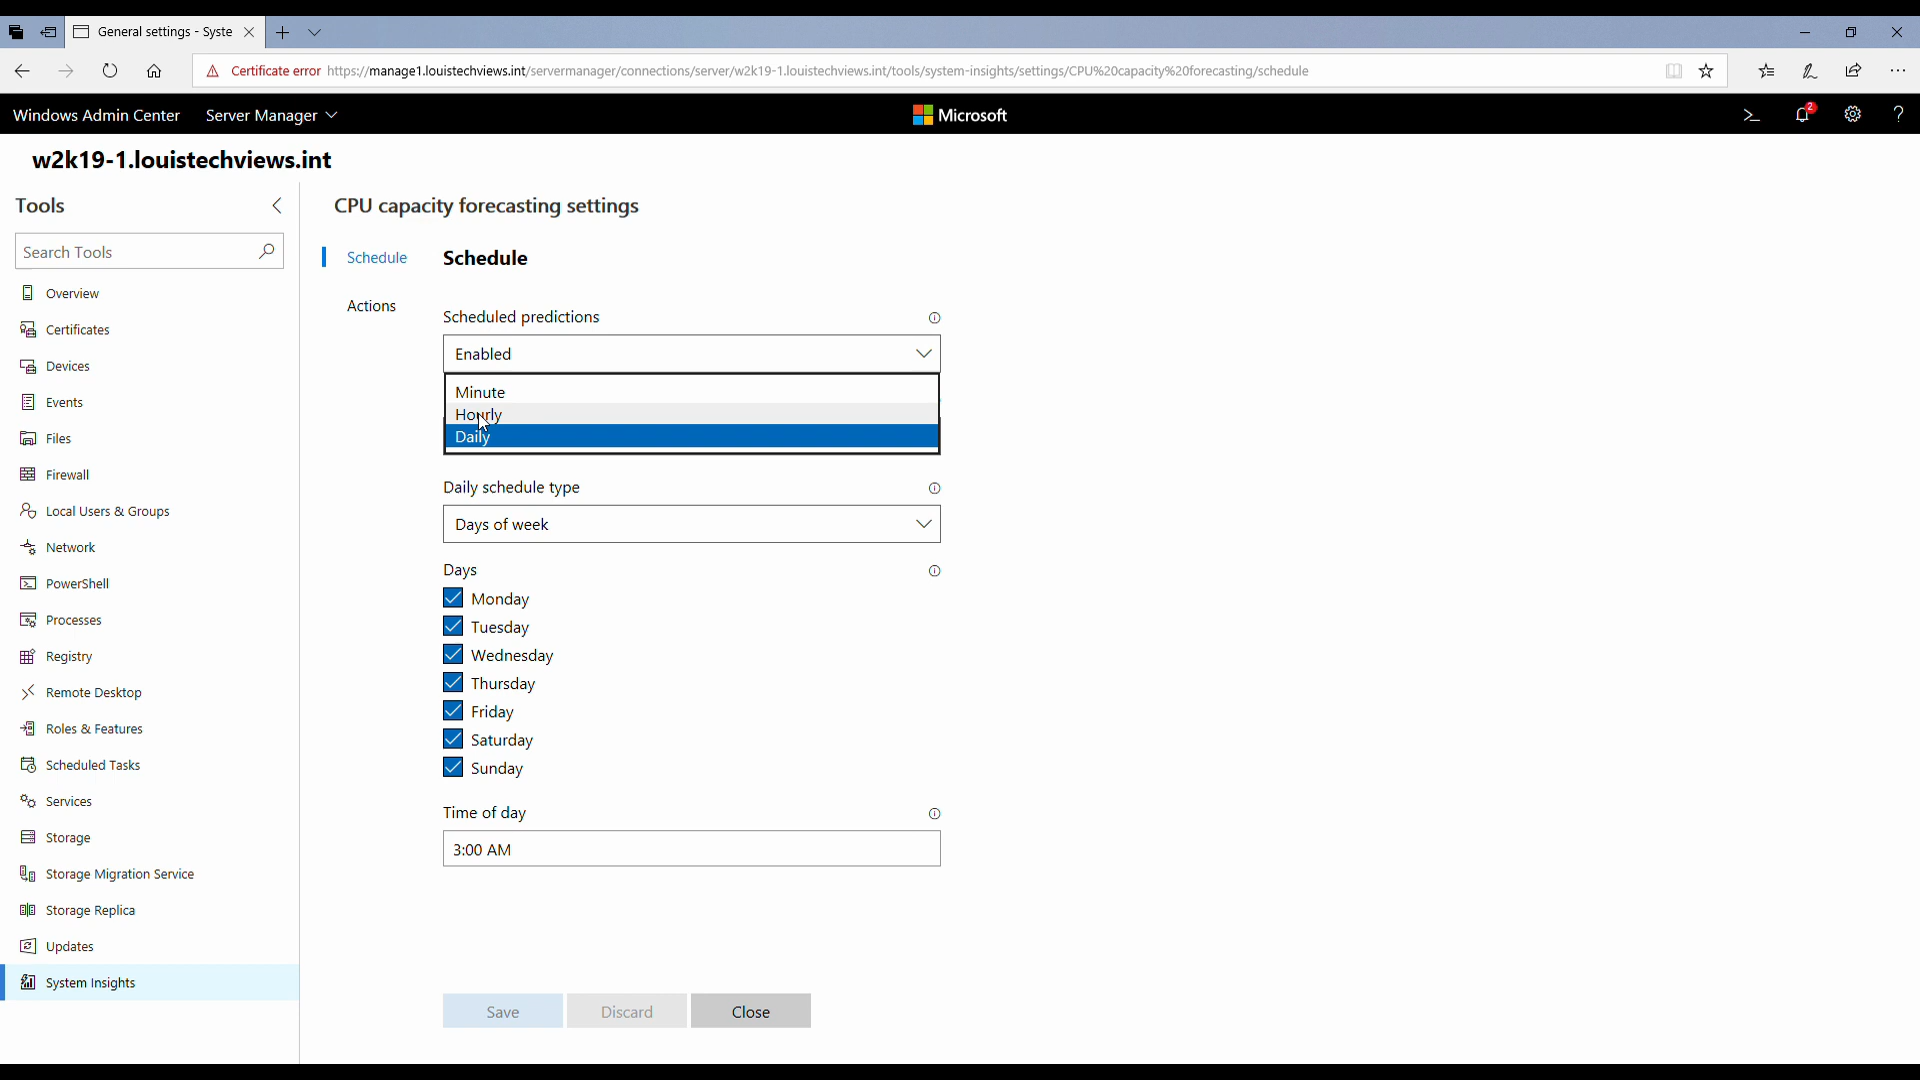 General settings - Syste
Certificate error https://manage1.louistechviews.int/servermanager/connections/server/w2k19-1.louistechviews.int/tools/system-insights/settings/CPU%20capacity%20forecasting/schedule
Windows Admin Center Server Manager Microsoft 2 ?
w2k19-1.louistechviews.int
Tools
Search Tools
Overview
Certificates
Devices
Events
Files
Firewall
Local Users & Groups
Network
PowerShell
Processes
Registry
Remote Desktop
Roles & Features
Scheduled Tasks
Services
Storage
Storage Migration Service
Storage Replica
Updates
System Insights
CPU capacity forecasting settings
Schedule
Actions
Schedule
Scheduled predictions
Enabled
Minute
Hourly
Daily
Daily schedule type
Days of week
Days
Monday
Tuesday
Wednesday
Thursday
Friday
Saturday
Sunday
Time of day
3:00 AM
Save Discard Close